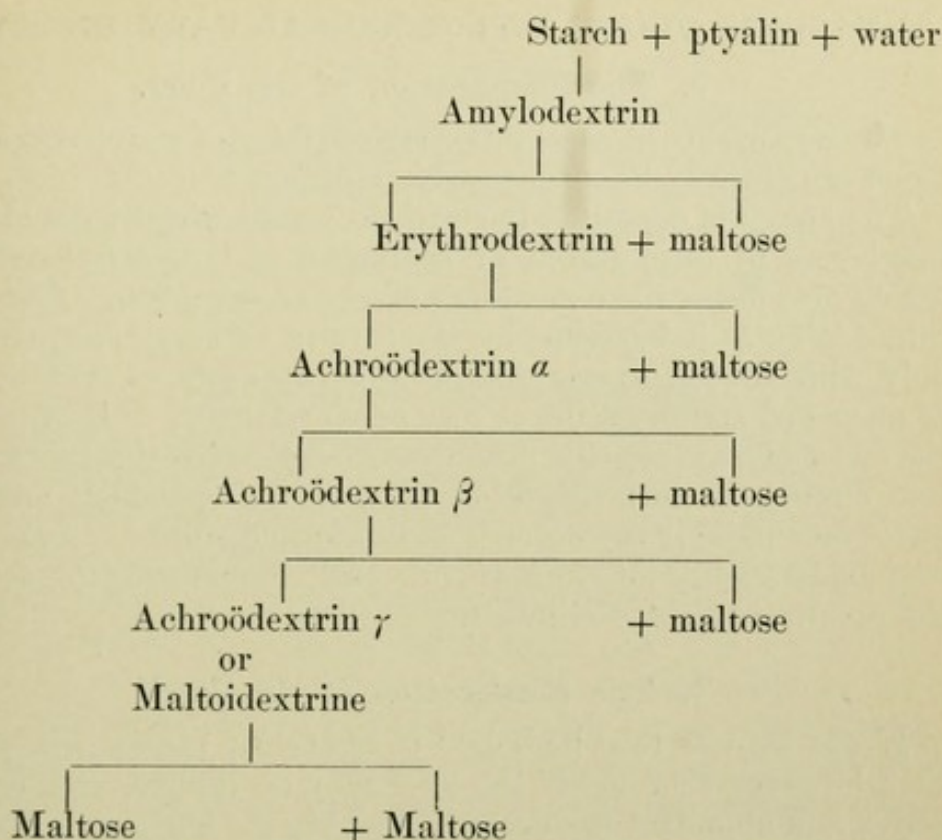 Starch + ptyalin + water
Amylodextrin
Erythrodextrin + maltose
Achroödextrin α + maltose
Achroödextrin β + maltose
Achroödextrin γ + maltose
or
Maltoidextrine
Maltose + Maltose